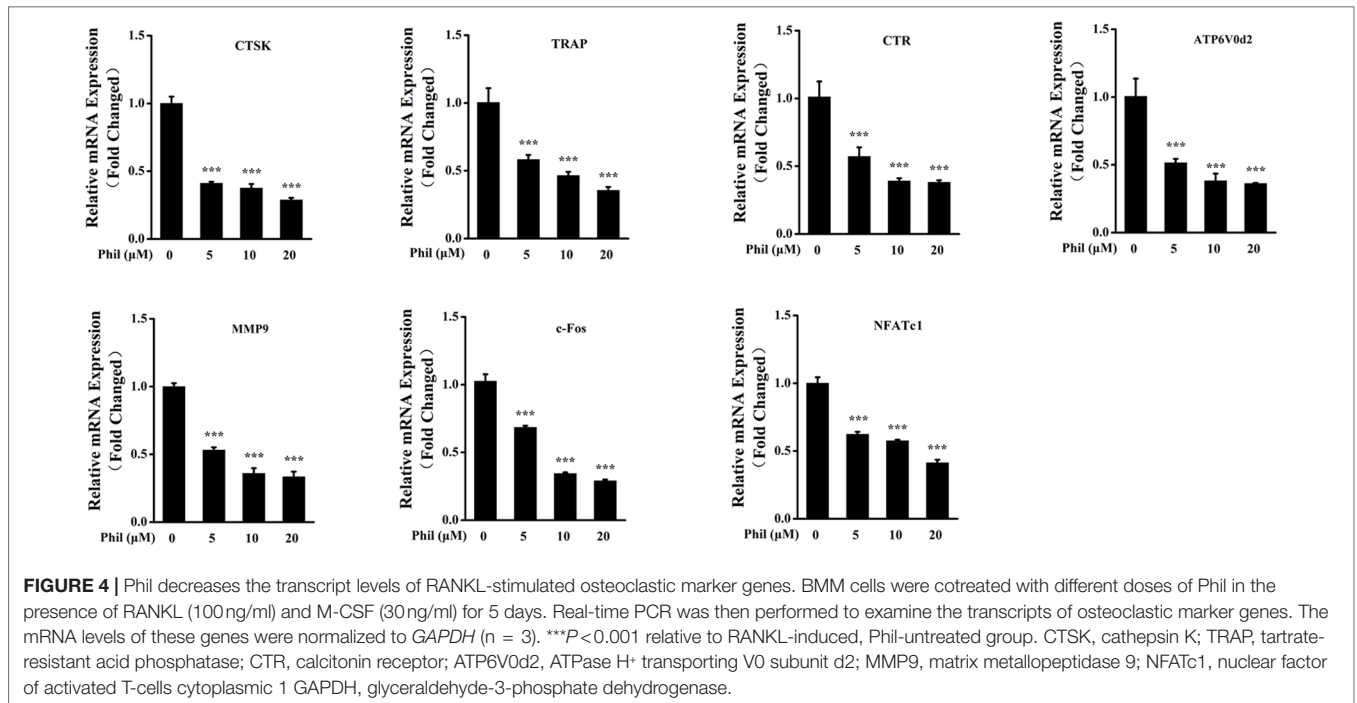 CTSK
Relative mRNA Expression
（Fold Changed）
1.5
1.0
0.5
0.0
***
***
***
Phil (µM) 0 5 10 20
TRAP
Relative mRNA Expression
（Fold Changed）
1.5
1.0
0.5
0.0
***
***
***
Phil (µM) 0 5 10 20
CTR
Relative mRNA Expression
（Fold Changed）
1.5
1.0
0.5
0.0
***
***
***
Phil (µM) 0 5 10 20
ATP6V0d2
Relative mRNA Expression
（Fold Changed）
1.5
1.0
0.5
0.0
***
***
***
Phil (µM) 0 5 10 20
MMP9
Relative mRNA Expression
（Fold Changed）
1.5
1.0
0.5
0.0
***
***
***
Phil (µM) 0 5 10 20
c-Fos
Relative mRNA Expression
（Fold Changed）
1.5
1.0
0.5
0.0
***
***
***
Phil (µM) 0 5 10 20
NFATc1
Relative mRNA Expression
（Fold Changed）
1.5
1.0
0.5
0.0
***
***
***
Phil (µM) 0 5 10 20
FIGURE 4 | Phil decreases the transcript levels of RANKL-stimulated osteoclastic marker genes. BMM cells were cotreated with different doses of Phil in the
presence of RANKL (100 ng/ml) and M-CSF (30 ng/ml) for 5 days. Real-time PCR was then performed to examine the transcripts of osteoclastic marker genes. The
mRNA levels of these genes were normalized to GAPDH (n = 3). ***P < 0.001 relative to RANKL-induced, Phil-untreated group. CTSK, cathepsin K; TRAP, tartrate-
resistant acid phosphatase; CTR, calcitonin receptor; ATP6V0d2, ATPase H⁺ transporting V0 subunit d2; MMP9, matrix metallopeptidase 9; NFATc1, nuclear factor
of activated T-cells cytoplasmic 1 GAPDH, glyceraldehyde-3-phosphate dehydrogenase.